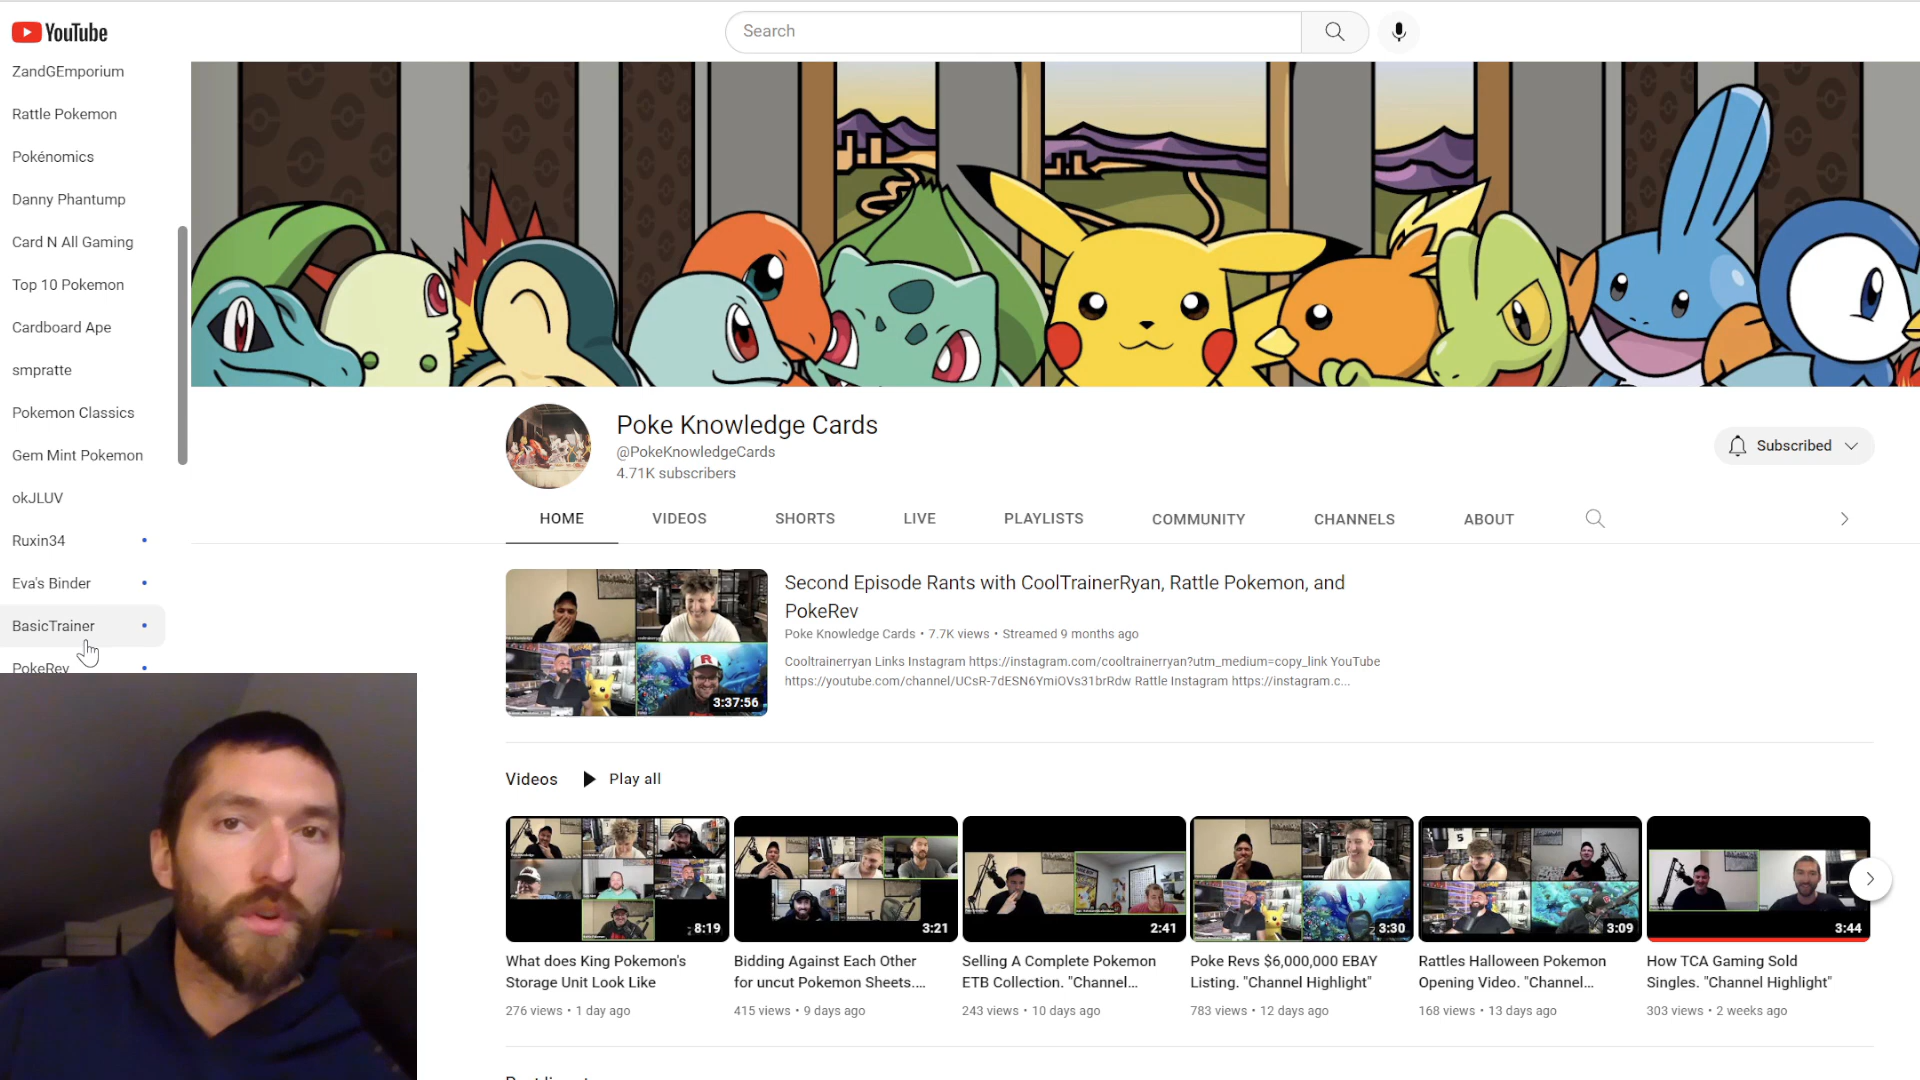 YouTube
Search
ZandGEmporium
Rattle Pokemon
Pokénomics
Danny Phantump
Card N All Gaming
Top 10 Pokemon
Cardboard Ape
smpratte
Pokemon Classics
Gem Mint Pokemon
okJLUV
Ruxin34
Eva's Binder
BasicTrainer
PokeRev
Poke Knowledge Cards
@PokeKnowledgeCards
4.71K subscribers
Subscribed
HOME VIDEOS SHORTS LIVE PLAYLISTS COMMUNITY CHANNELS ABOUT
3:37:56
Second Episode Rants with CoolTrainerRyan, Rattle Pokemon, and
PokeRev
Poke Knowledge Cards • 7.7K views • Streamed 9 months ago
Cooltrainerryan Links Instagram https://instagram.com/cooltrainerryan?utm_medium=copy_link YouTube
https://youtube.com/channel/UCsR-7dESN6YmiOVs31brRdw Rattle Instagram https://instagram.c...
Videos Play all
8:19
What does King Pokemon's
Storage Unit Look Like
276 views • 1 day ago
3:21
Bidding Against Each Other
for uncut Pokemon Sheets....
415 views • 9 days ago
2:41
Selling A Complete Pokemon
ETB Collection. "Channel...
243 views • 10 days ago
3:30
Poke Revs $6,000,000 EBAY
Listing. "Channel Highlight"
783 views • 12 days ago
5
3:09
Rattles Halloween Pokemon
Opening Video. "Channel...
168 views • 13 days ago
3:44
How TCA Gaming Sold
Singles. "Channel Highlight"
303 views • 2 weeks ago